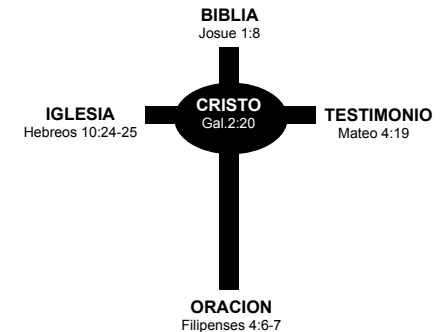 BIBLIA
Josue 1:8
CRISTO
Gal.2:20
IGLESIA
Hebreos 10:24-25
TESTIMONIO
Mateo 4:19
ORACION
Filipenses 4:6-7